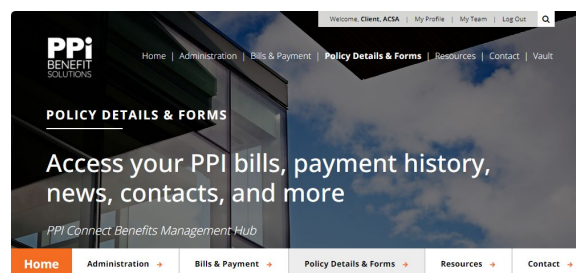 Welcome, Client, ACSA | My Profile | My Team | Log Out
PPi
BENEFIT
SOLUTIONS
Home | Administration | Bills & Payment | Policy Details & Forms | Resources | Contact | Vault
POLICY DETAILS &
FORMS
Access your PPI bills, payment history,
news, contacts, and more
PPI Connect Benefits Management Hub
Home Administration → Bills & Payment → Policy Details & Forms → Resources → Contact →